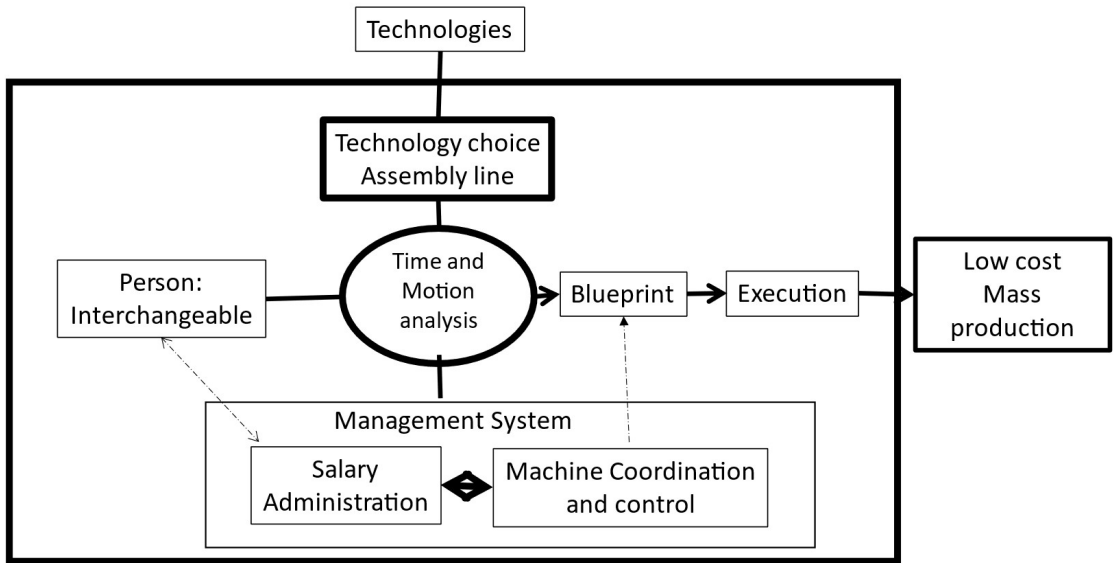 Technologies
Technology choice
Assembly line
Person:
Interchangeable
Time and
Motion
analysis
Blueprint
Execution
Low cost
Mass
production
Management System
Salary
Administration
Machine Coordination
and control